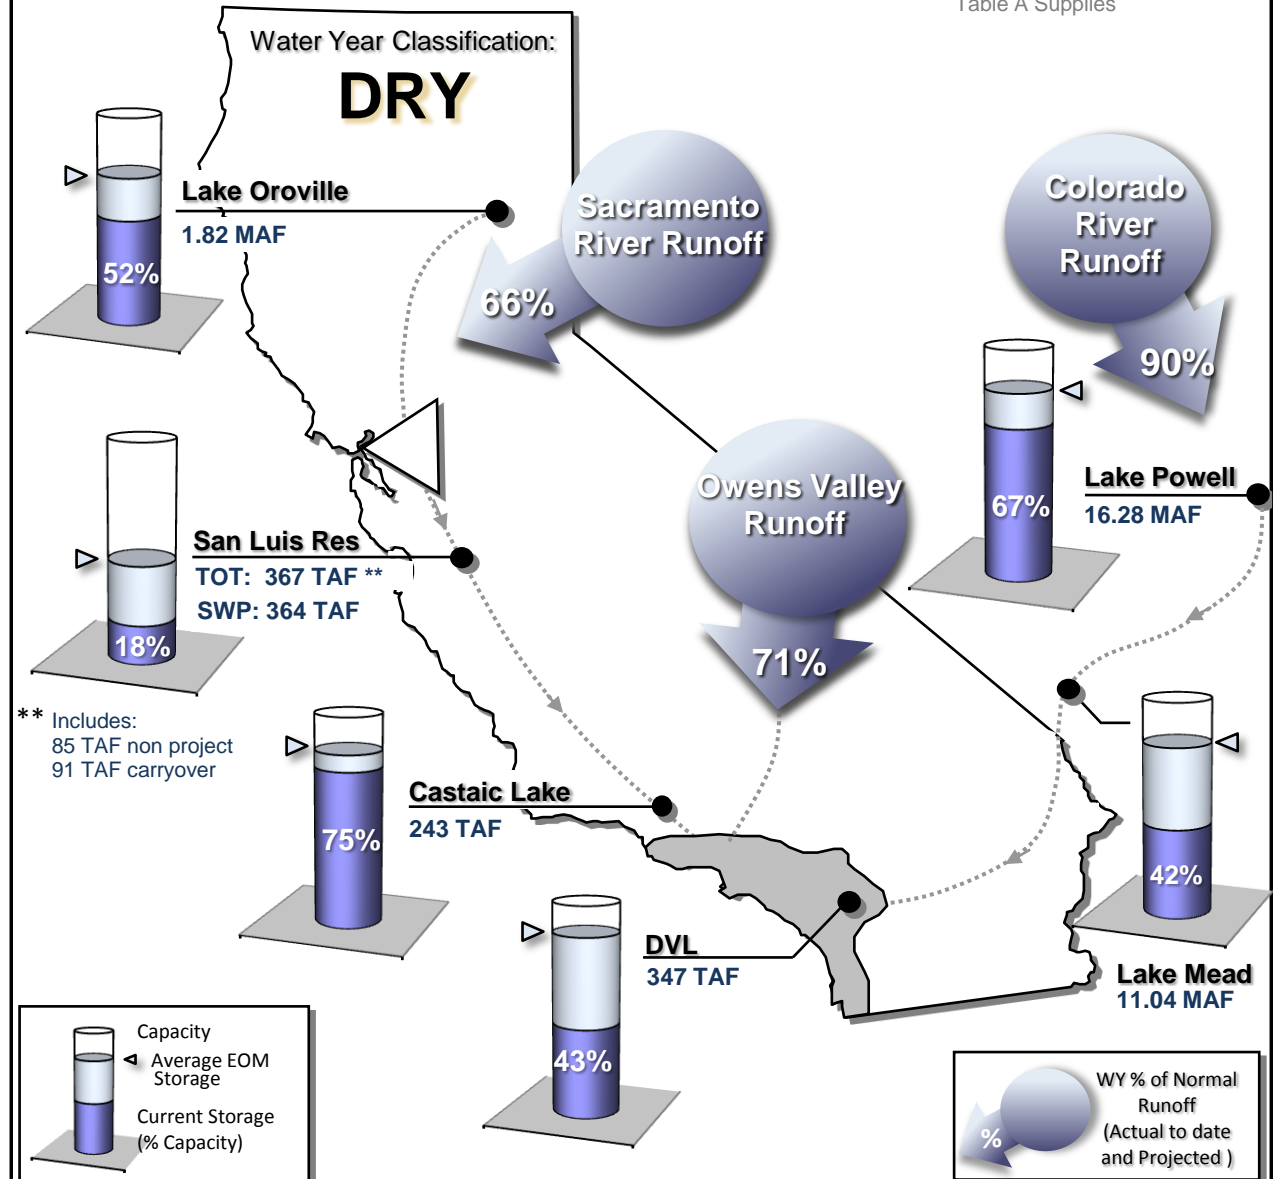 Table A Supplies
Water Year Classification:
DRY
Lake Oroville
1.82 MAF
52%
Sacramento
River Runoff
66%
Colorado
River
Runoff
90%
Lake Powell
16.28 MAF
67%
Owens Valley
Runoff
71%
San Luis Res
TOT: 367 TAF **
SWP: 364 TAF
18%
** Includes:
85 TAF non project
91 TAF carryover
Castaic Lake
243 TAF
75%
DVL
347 TAF
43%
42%
Lake Mead
11.04 MAF
Capacity
Average EOM
Storage
Current Storage
(% Capacity)
%
WY % of Normal
Runoff
(Actual to date
and Projected )